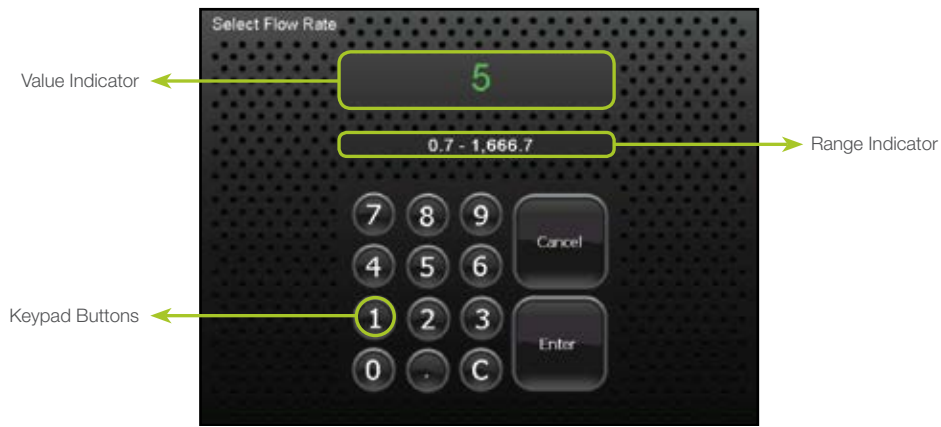 Select Flow Rate
Value Indicator
5
0.7 - 1,666.7
Range Indicator
7 8 9
Cancel
4 5 6
Keypad Buttons
1 2 3
Enter
0 . C